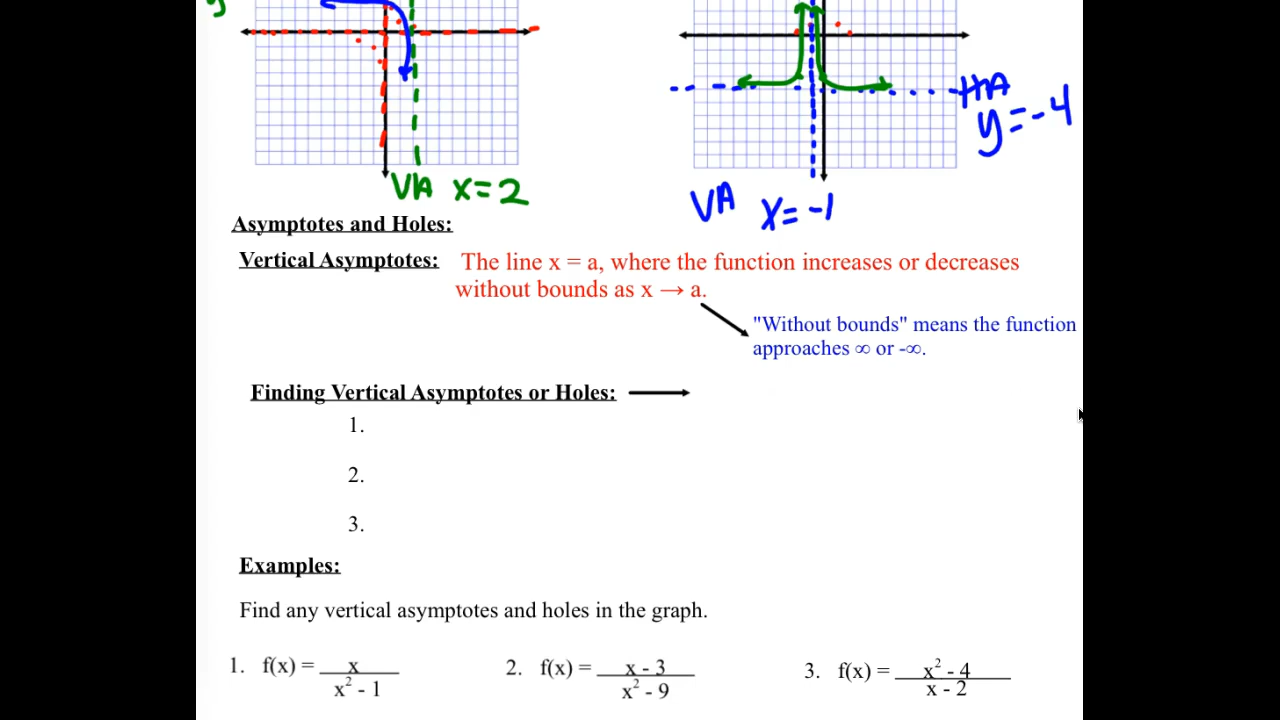 y
HA
y = -4
VA x = 2
VA x = -1
Asymptotes and Holes:
Vertical Asymptotes: The line x = a, where the function increases or decreases
without bounds as x → a.
"Without bounds" means the function
approaches ∞ or -∞.
Finding Vertical Asymptotes or Holes:
1.
2.
3.
Examples:
Find any vertical asymptotes and holes in the graph.
1. f(x) = x / x² - 1
2. f(x) = x - 3 / x² - 9
3. f(x) = x² - 4 / x - 2